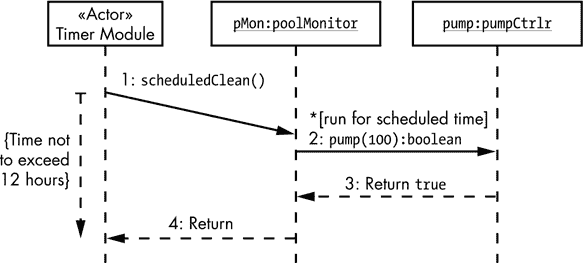 «Actor»
Timer Module
pMon:poolMonitor
pump:pumpCtrlr
1: scheduledClean()
*[run for scheduled time]
2: pump(100):boolean
{Time not
to exceed
12 hours}
3: Return true
4: Return